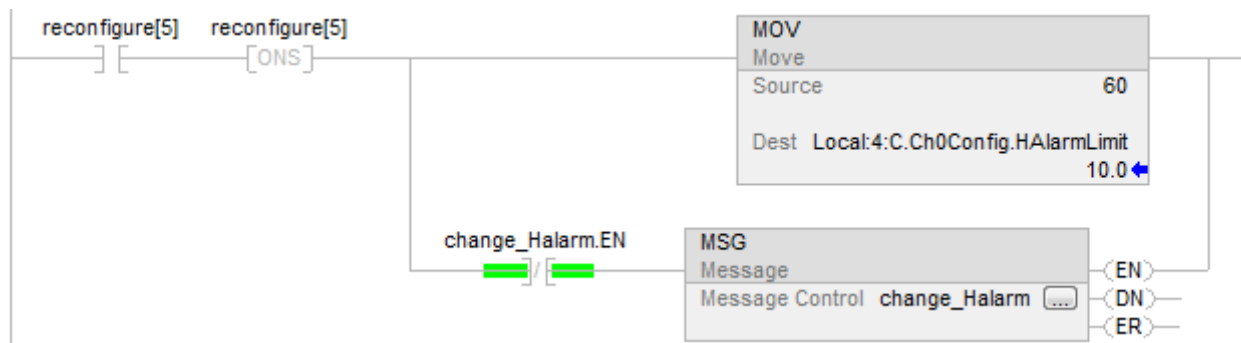 reconfigure[5] reconfigure[5]
ONS
MOV
Move
Source 60
Dest Local:4:C.Ch0Config.HAlarmLimit
10.0
change_Halarm.EN
MSG
Message
Message Control change_Halarm ...
EN
DN
ER